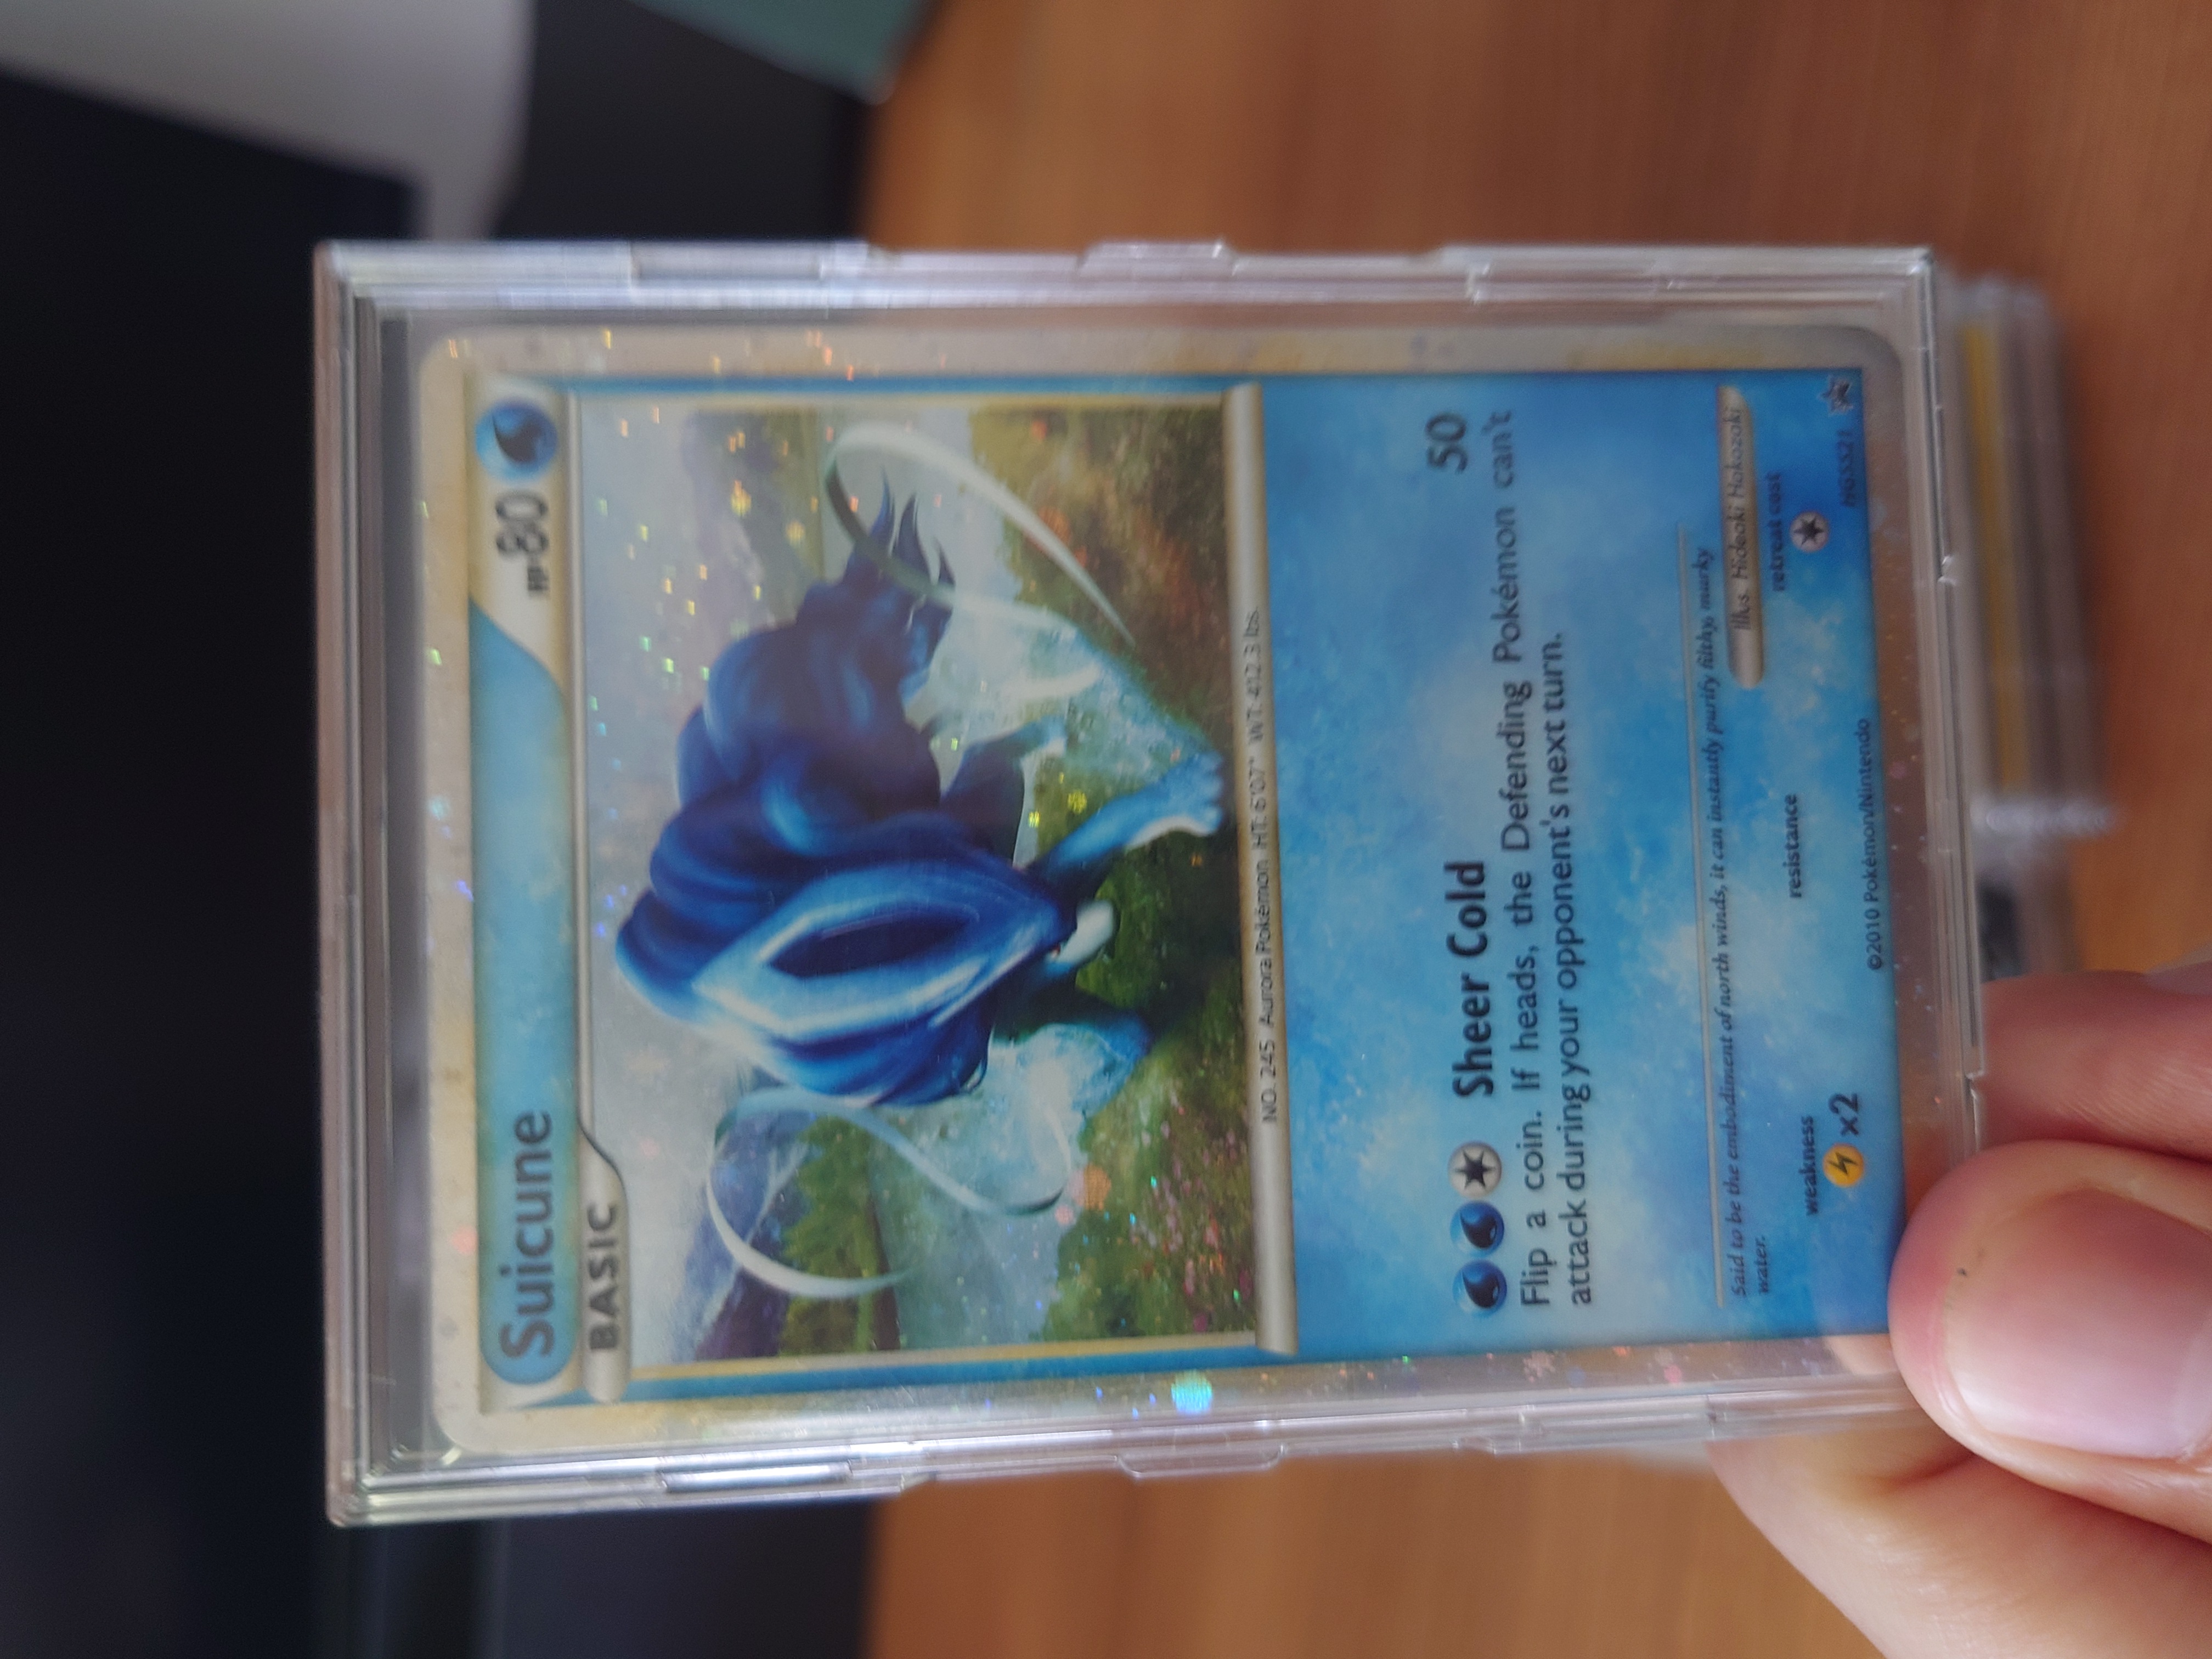 Suicune HP 80
BASIC
NO. 245 Aurora Pokémon HT: 6'07" WT: 412.3 lbs.
Sheer Cold 50
Flip a coin. If heads, the Defending Pokémon can't
attack during your opponent's next turn.
Said to be the embodiment of north winds, it can instantly purify filthy, murky
water.
Illus. Hideaki Hakozaki
weakness resistance retreat cost
x2
©2010 Pokémon/Nintendo HGSS21